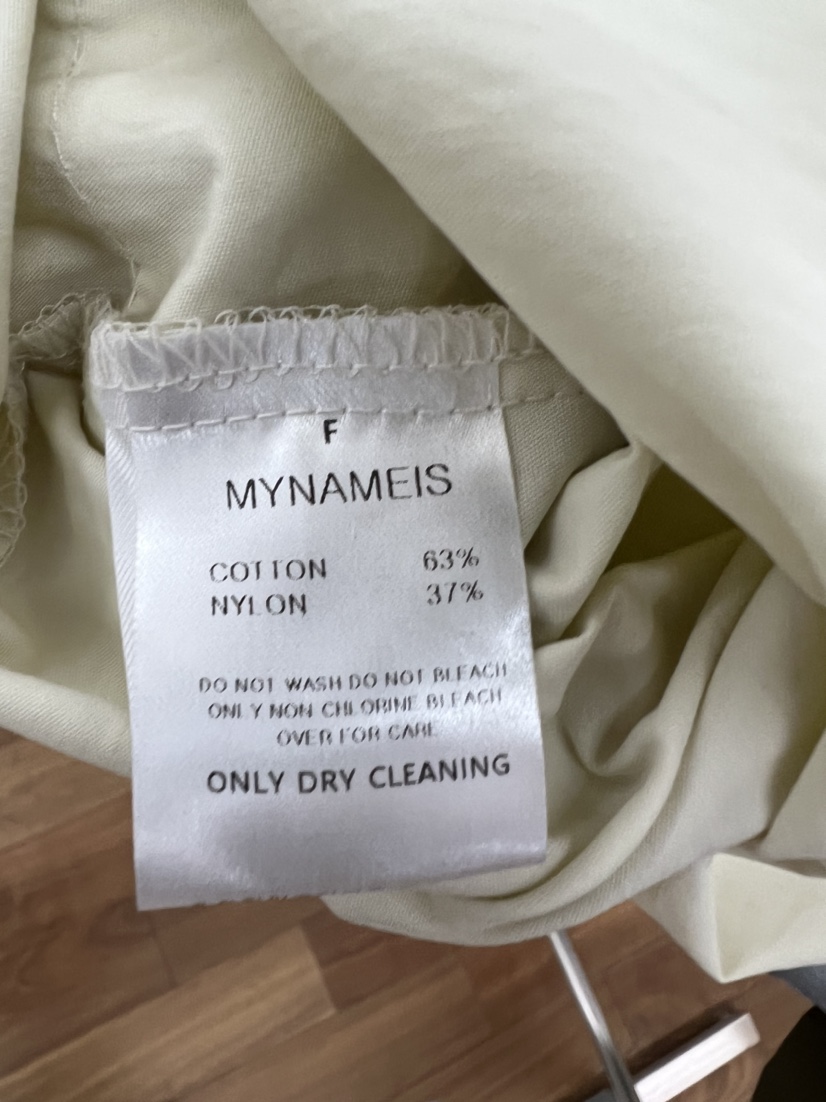 F
MYNAMEIS
COTTON 63%
NYLON 37%
DO NOT WASH DO NOT BLEACH
ONLY NON CHLORINE BLEACH
OVER FOR CARE
ONLY DRY CLEANING